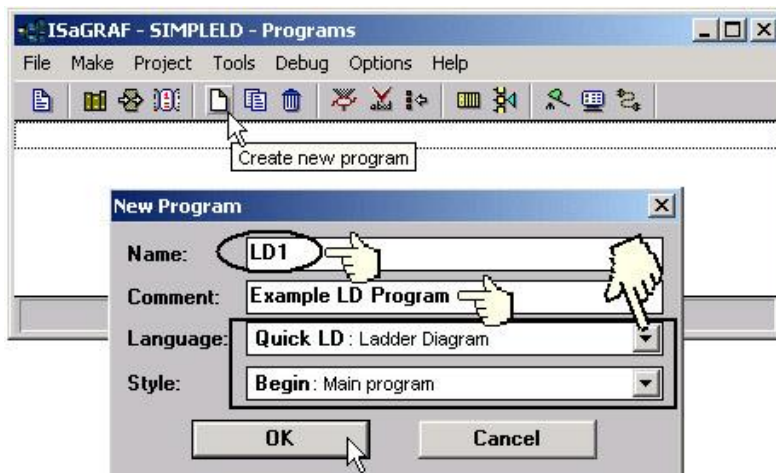 ISaGRAF - SIMPLELD - Programs
File Make Project Tools Debug Options Help
Create new program
New Program
Name: LD1
Comment: Example LD Program
Language: Quick LD : Ladder Diagram
Style: Begin : Main program
OK Cancel